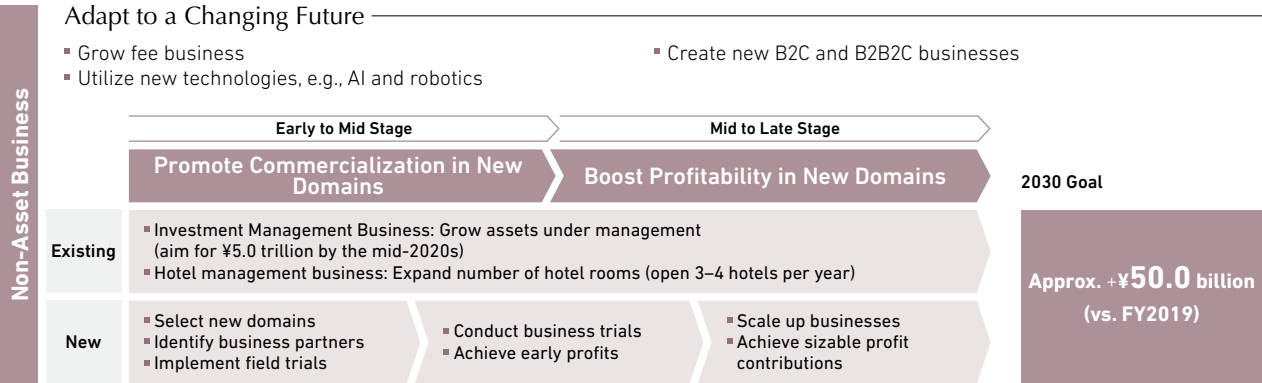 Adapt to a Changing Future
Non-Asset Business
▪ Grow fee business
▪ Utilize new technologies, e.g., AI and robotics
▪ Create new B2C and B2B2C businesses
Early to Mid Stage
Mid to Late Stage
Promote Commercialization in New
Domains
Boost Profitability in New Domains
2030 Goal
Existing
▪ Investment Management Business: Grow assets under management
(aim for ¥5.0 trillion by the mid-2020s)
▪ Hotel management business: Expand number of hotel rooms (open 3–4 hotels per year)
New
▪ Select new domains
▪ Identify business partners
▪ Implement field trials
▪ Conduct business trials
▪ Achieve early profits
▪ Scale up businesses
▪ Achieve sizable profit
contributions
Approx. +¥50.0 billion
(vs. FY2019)